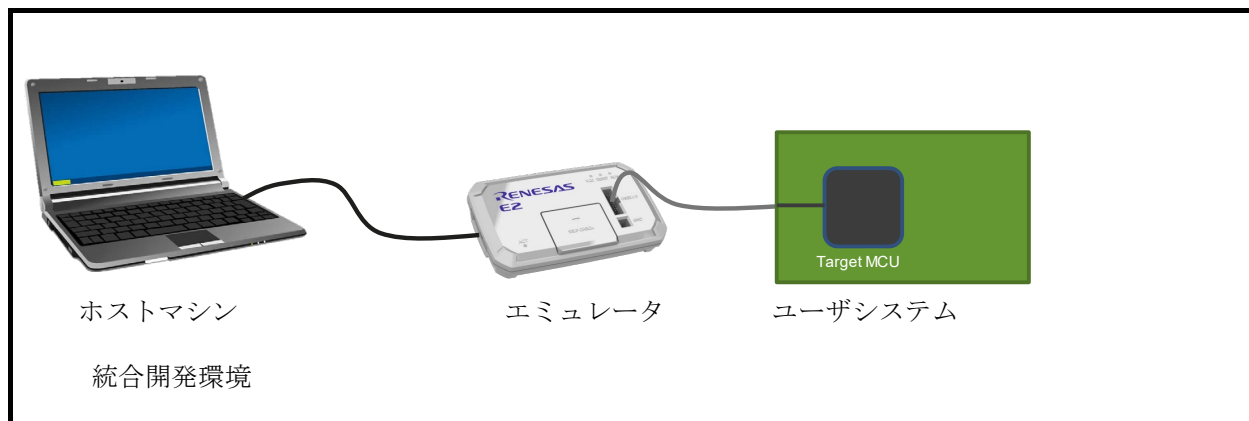 RENESAS
E2
Target MCU
ホストマシン
エミュレータ
ユーザシステム
統合開発環境